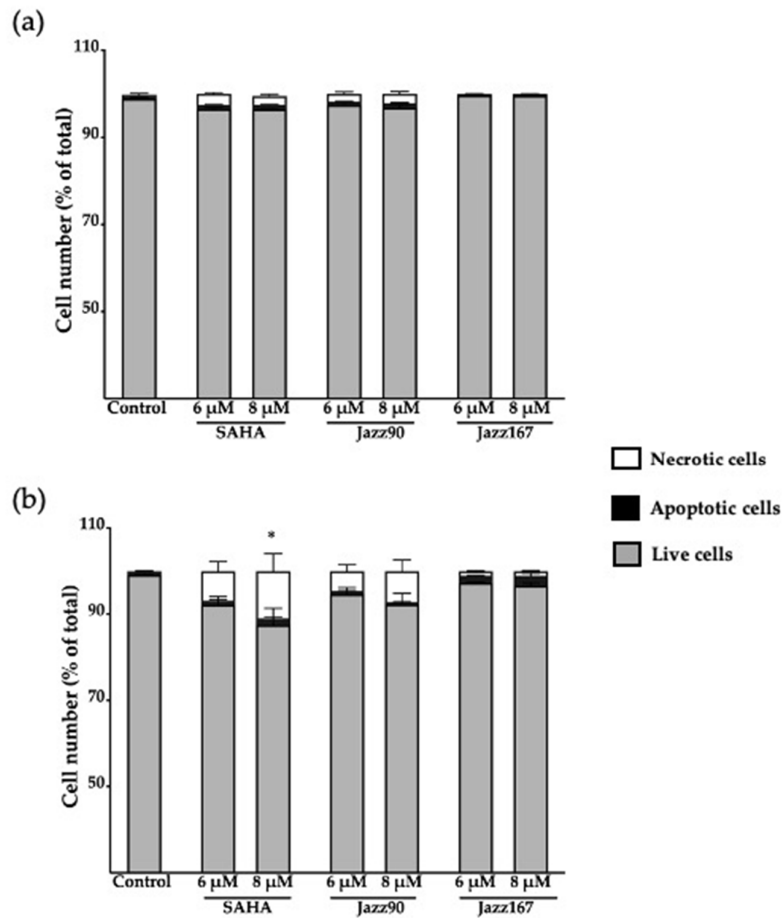 (a)
110
90
70
50
Cell number (% of total)
Control
6 μM 8 μM 6 μM 8 μM 6 μM 8 μM
SAHA Jazz90 Jazz167
Necrotic cells
Apoptotic cells
Live cells
(b)
110
*
90
70
50
Cell number (% of total)
Control
6 μM 8 μM 6 μM 8 μM 6 μM 8 μM
SAHA Jazz90 Jazz167